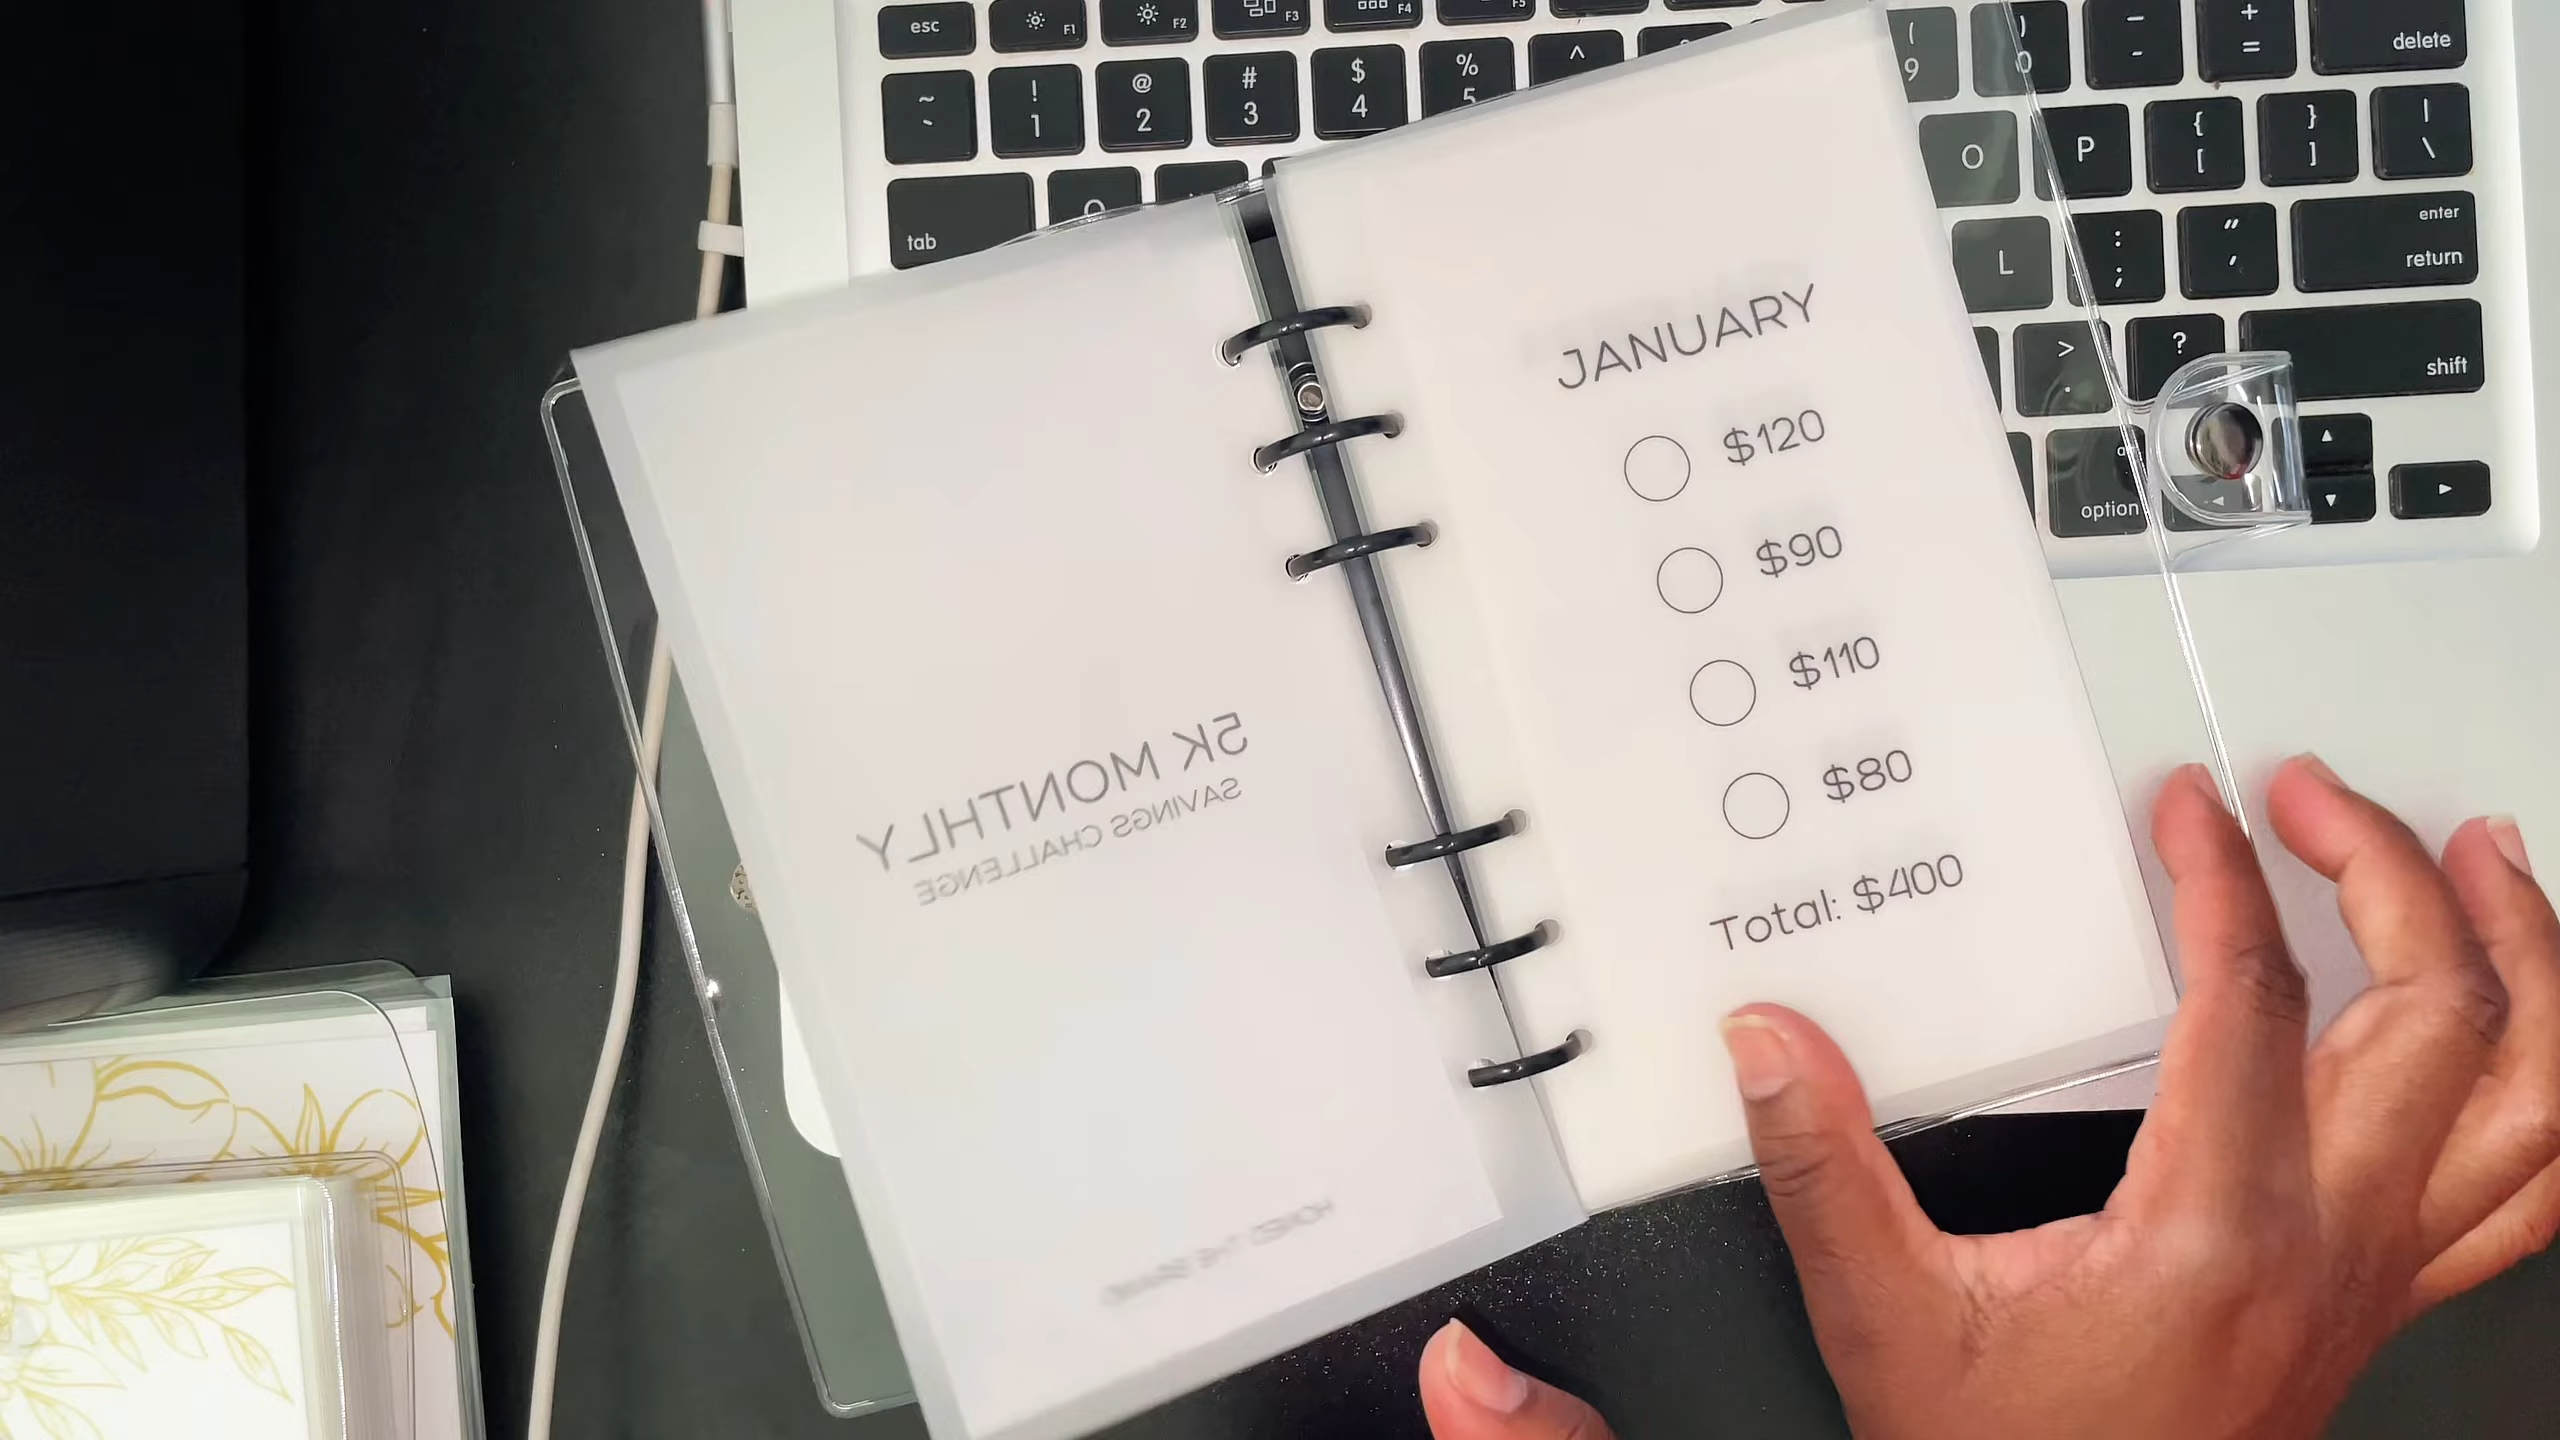 esc
F1
F2
F3
F4
F5
~ `
! 1
@ 2
# 3
$ 4
% 5
^
( 9
) 0
_ -
+ =
delete
tab
O
P
{ [
} ]
| \
L
: ;
" '
enter
return
> .
? 
shift
option
5K MONTHLY
SAVINGS CHALLENGE
JANUARY
$120
$90
$110
$80
Total: $400